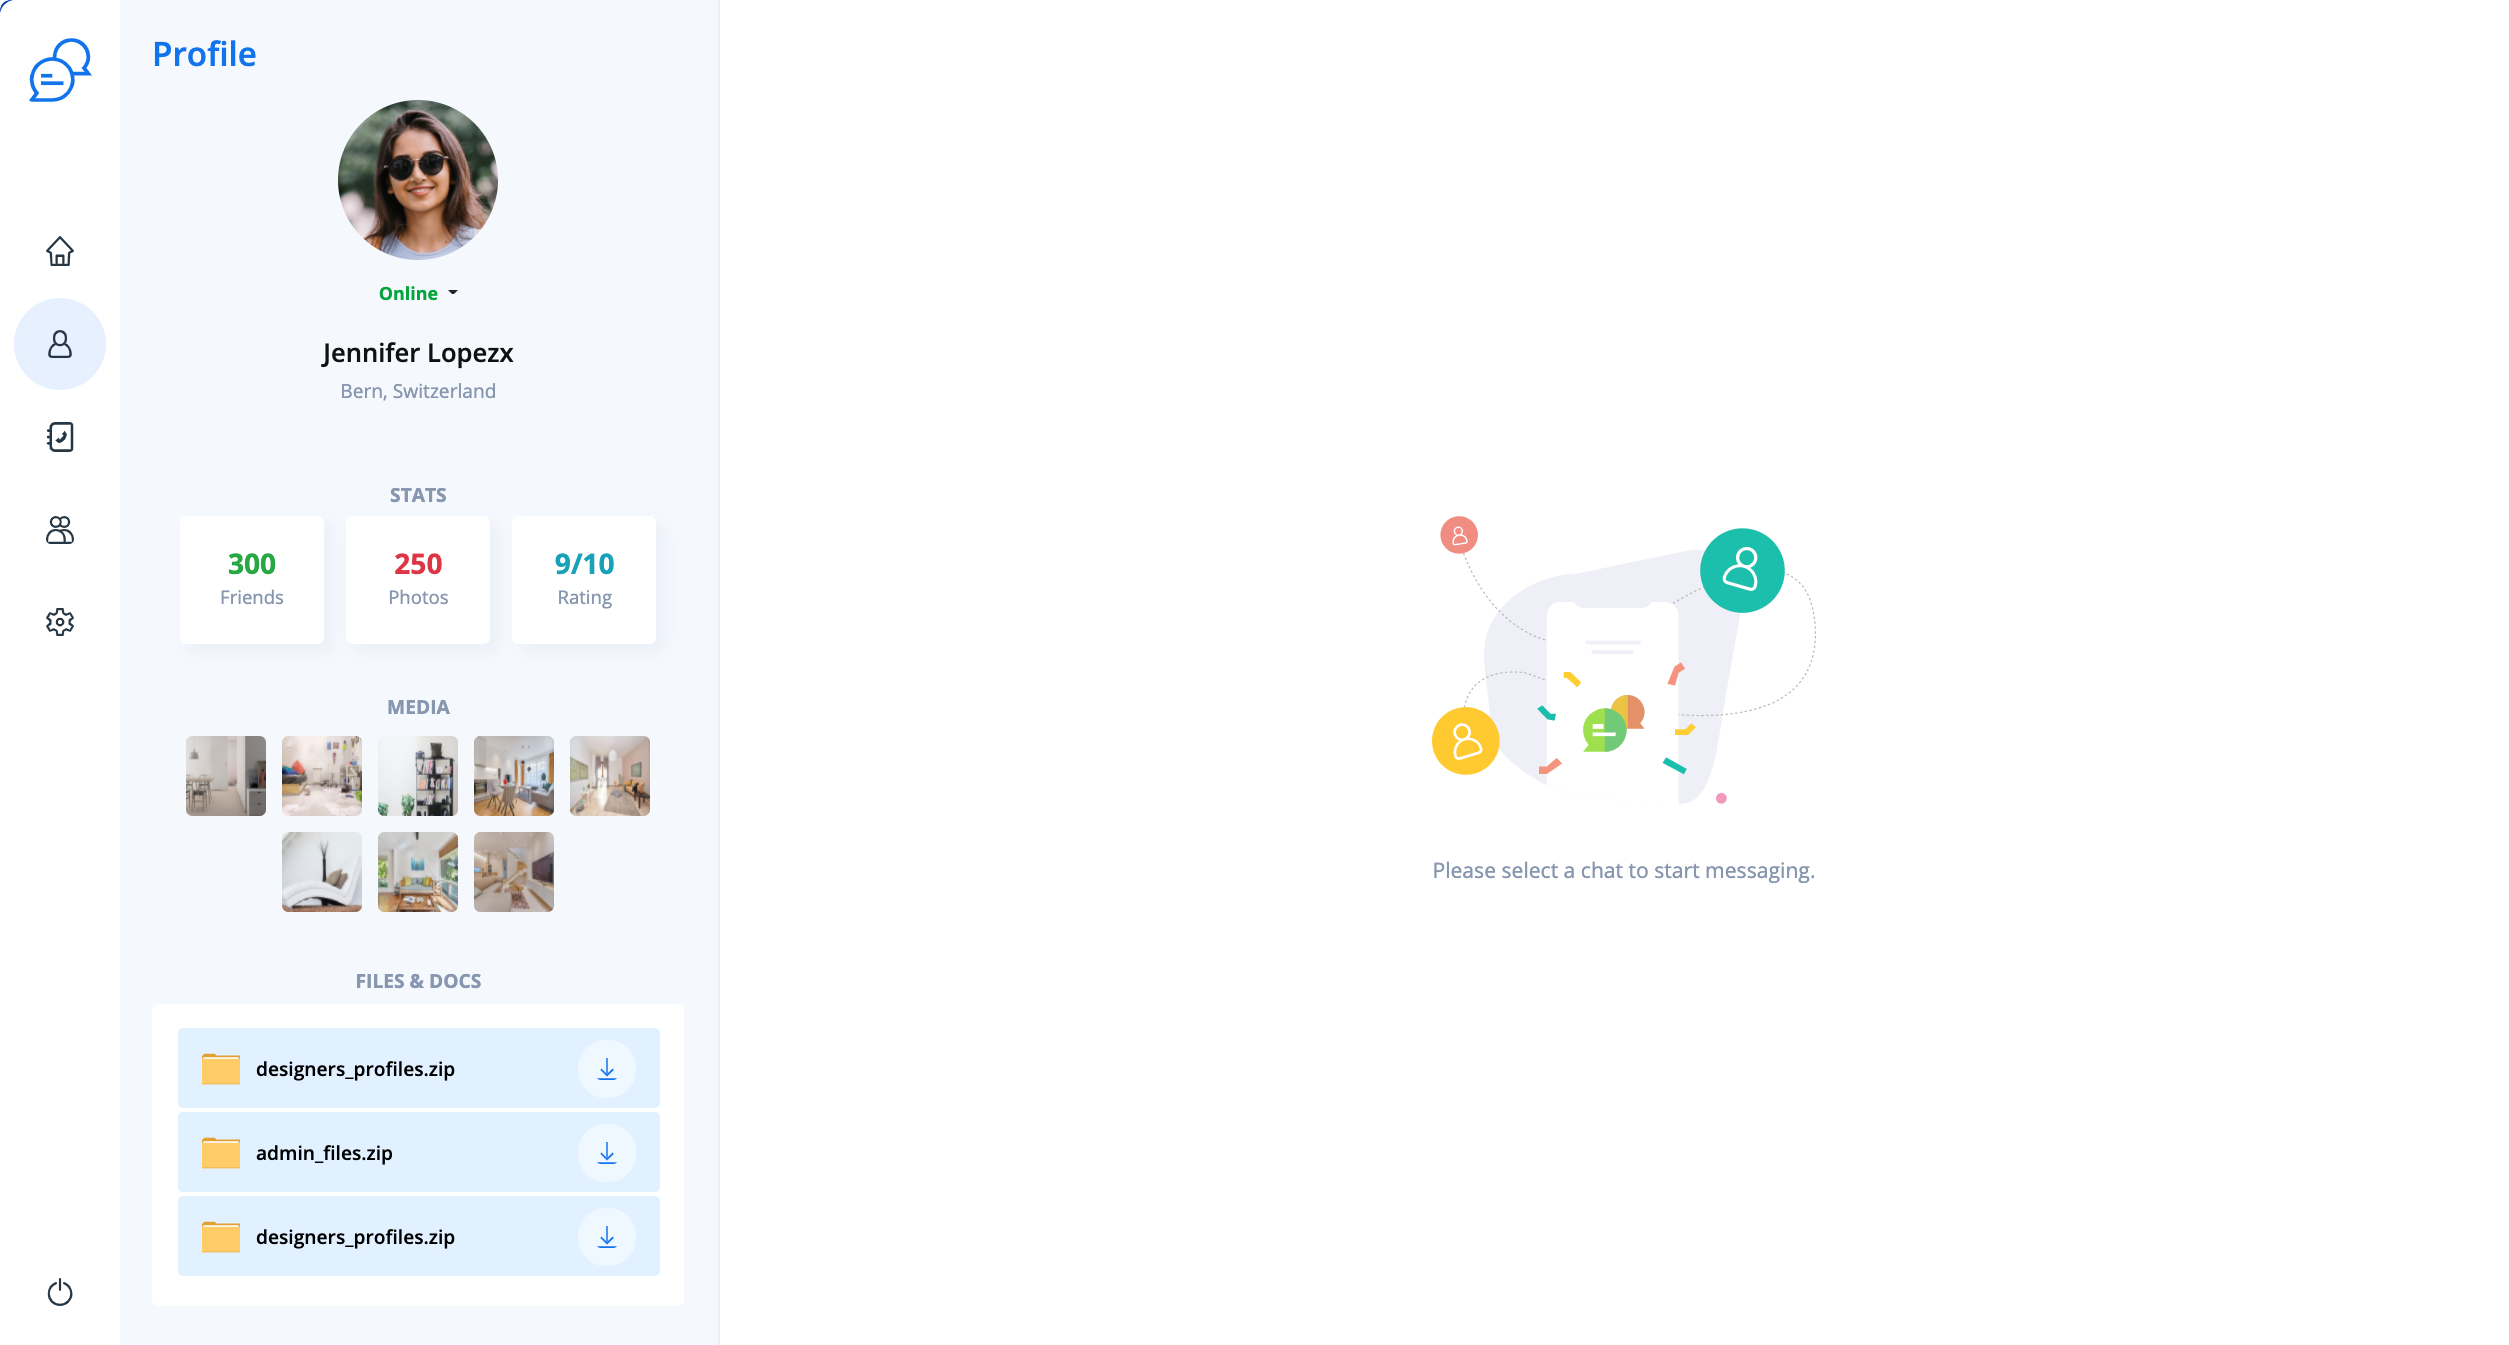 Profile
Online
Jennifer Lopezx
Bern, Switzerland
STATS
300
Friends
250
Photos
9/10
Rating
MEDIA
FILES & DOCS
designers_profiles.zip
admin_files.zip
designers_profiles.zip
Please select a chat to start messaging.